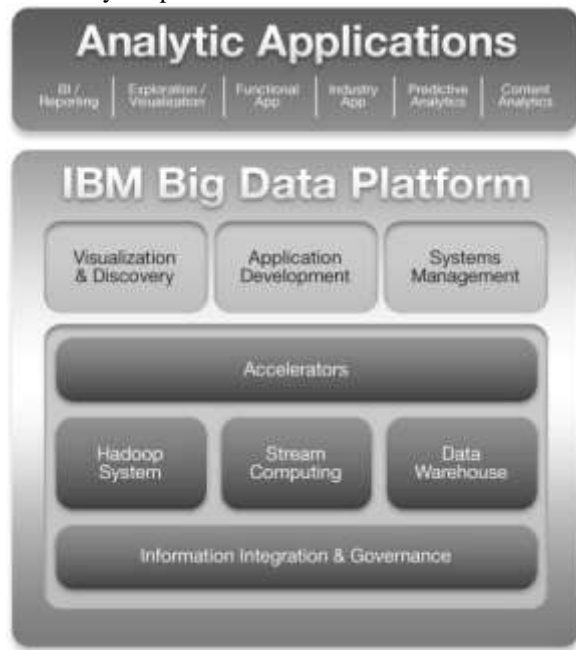 Analytic Applications
BI / Reporting
Exploration / Visualization
Functional App
Industry App
Predictive Analytics
Content Analytics
IBM Big Data Platform
Visualization
& Discovery
Application
Development
Systems
Management
Accelerators
Hadoop
System
Stream
Computing
Data
Warehouse
Information Integration & Governance